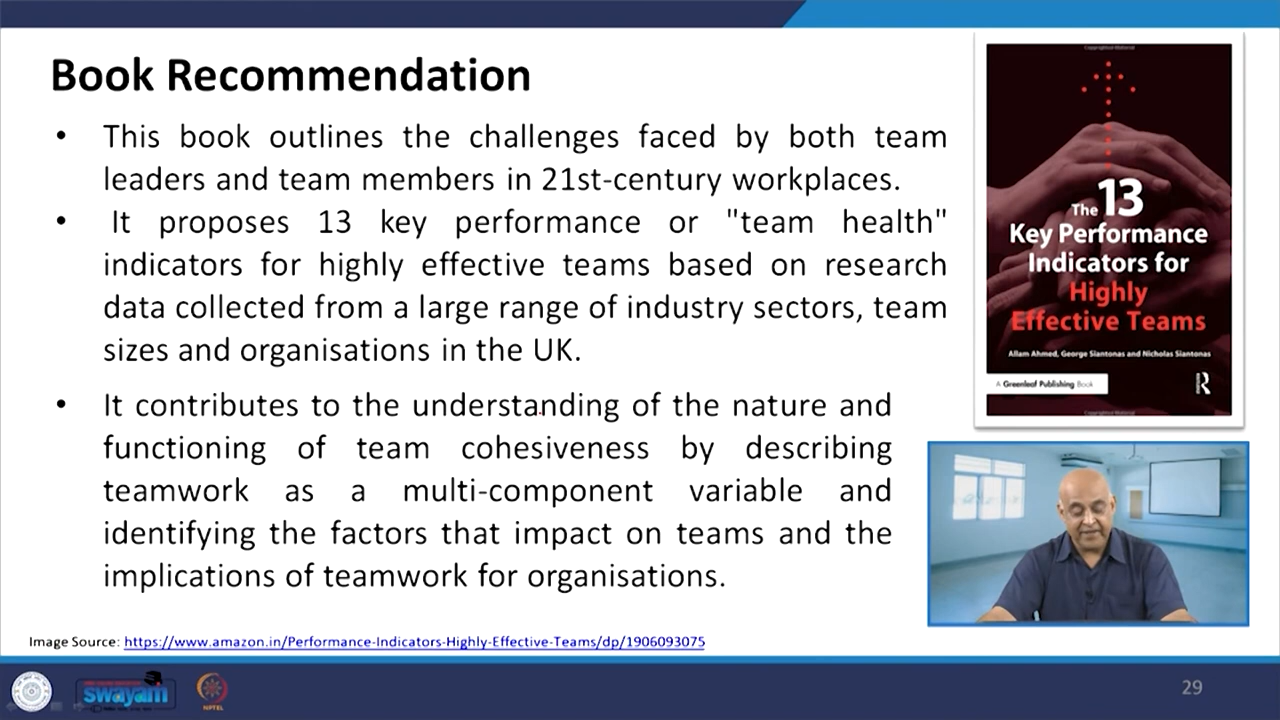 Book Recommendation
• This book outlines the challenges faced by both team
leaders and team members in 21st-century workplaces.
• It proposes 13 key performance or "team health"
indicators for highly effective teams based on research
data collected from a large range of industry sectors, team
sizes and organisations in the UK.
• It contributes to the understanding of the nature and
functioning of team cohesiveness by describing
teamwork as a multi-component variable and
identifying the factors that impact on teams and the
implications of teamwork for organisations.
Copyrighted Material
The 13
Key Performance
Indicators for
Highly
Effective Teams
Allam Ahmed, George Siantonas and Nicholas Siantonas
A Greenleaf Publishing Book
R
Copyrighted Material
Image Source: https://www.amazon.in/Performance-Indicators-Highly-Effective-Teams/dp/1906093075
swayam
NPTEL
29